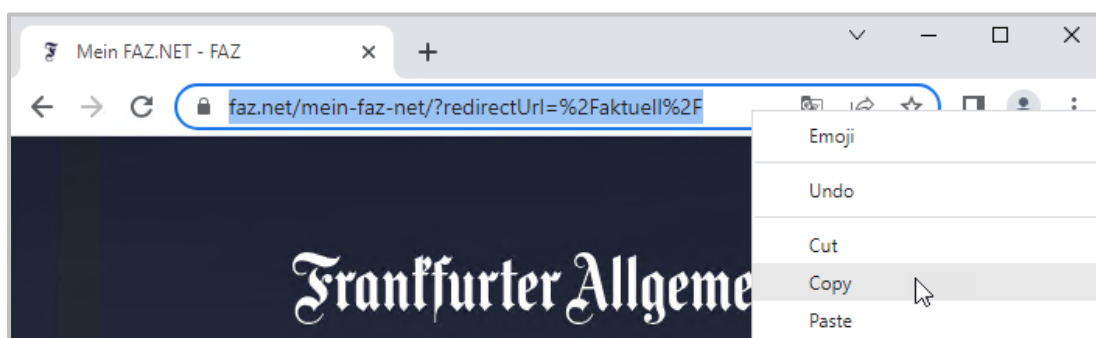 Mein FAZ.NET - FAZ
faz.net/mein-faz-net/?redirectUrl=%2Faktuell%2F
Emoji
Undo
Cut
Frankfurter Allgeme
Copy
Paste